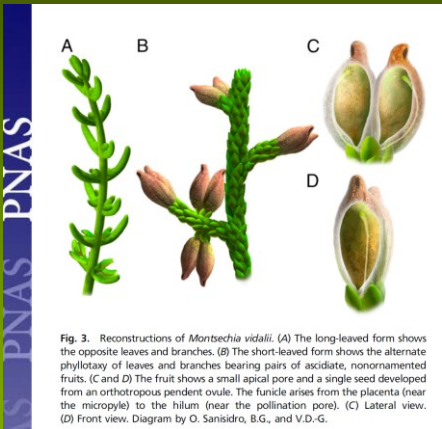 PNAS PNAS PNAS
A
B
C
D
Fig. 3. Reconstructions of Montsechia vidalii. (A) The long-leaved form shows
the opposite leaves and branches. (B) The short-leaved form shows the alternate
phyllotaxy of leaves and branches bearing pairs of ascidiate, nonornamented
fruits. (C and D) The fruit shows a small apical pore and a single seed developed
from an orthotropous pendent ovule. The funicle arises from the placenta (near
the micropyle) to the hilum (near the pollination pore). (C) Lateral view.
(D) Front view. Diagram by O. Sanisidro, B.G., and V.D.-G.